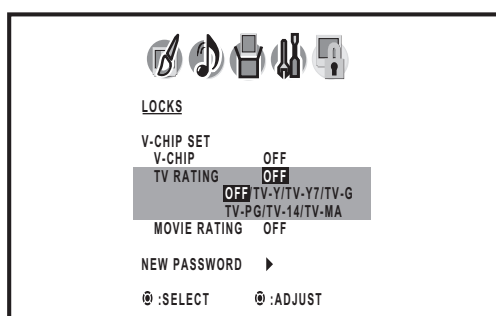 LOCKS
V-CHIP SET
V-CHIP OFF
TV RATING OFF
OFF/TV-Y/TV-Y7/TV-G
TV-PG/TV-14/TV-MA
MOVIE RATING OFF
NEW PASSWORD
:SELECT :ADJUST